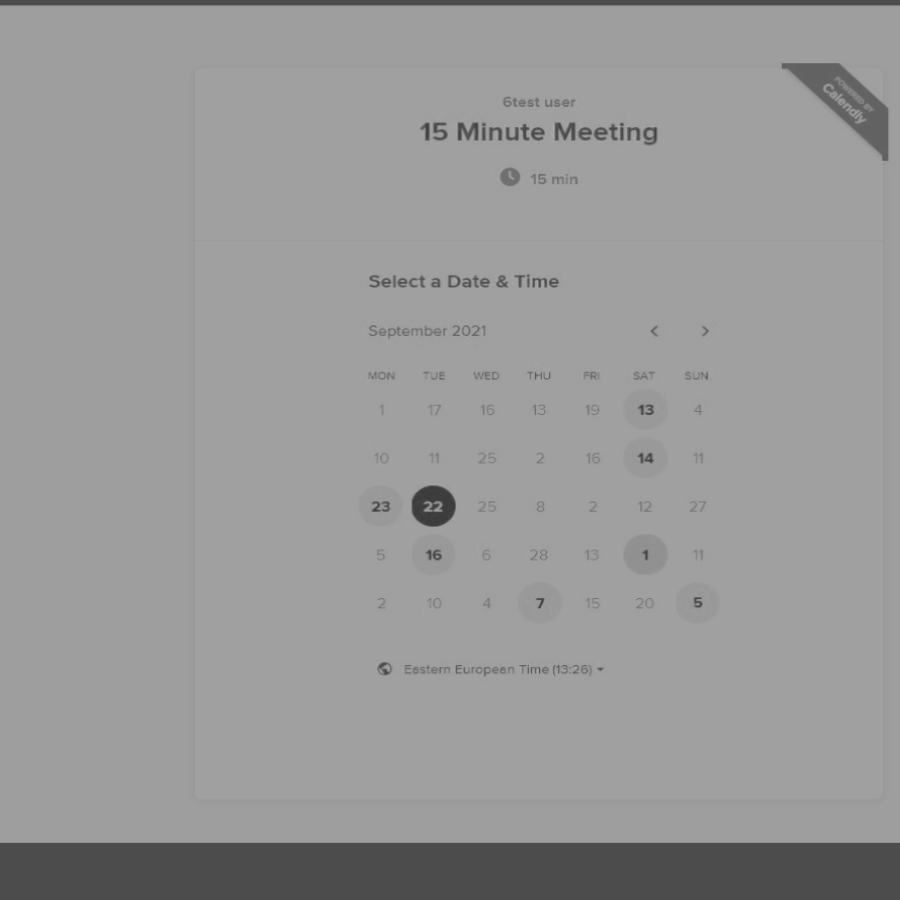 POWERED BY
Calendly
6test user
15 Minute Meeting
15 min
Select a Date & Time
September 2021
MON TUE WED THU FRI SAT SUN
1 17 16 13 19 13 4
10 11 25 2 16 14 11
23 22 25 8 2 12 27
5 16 6 28 13 1 11
2 10 4 7 15 20 5
Eastern European Time (13:26)